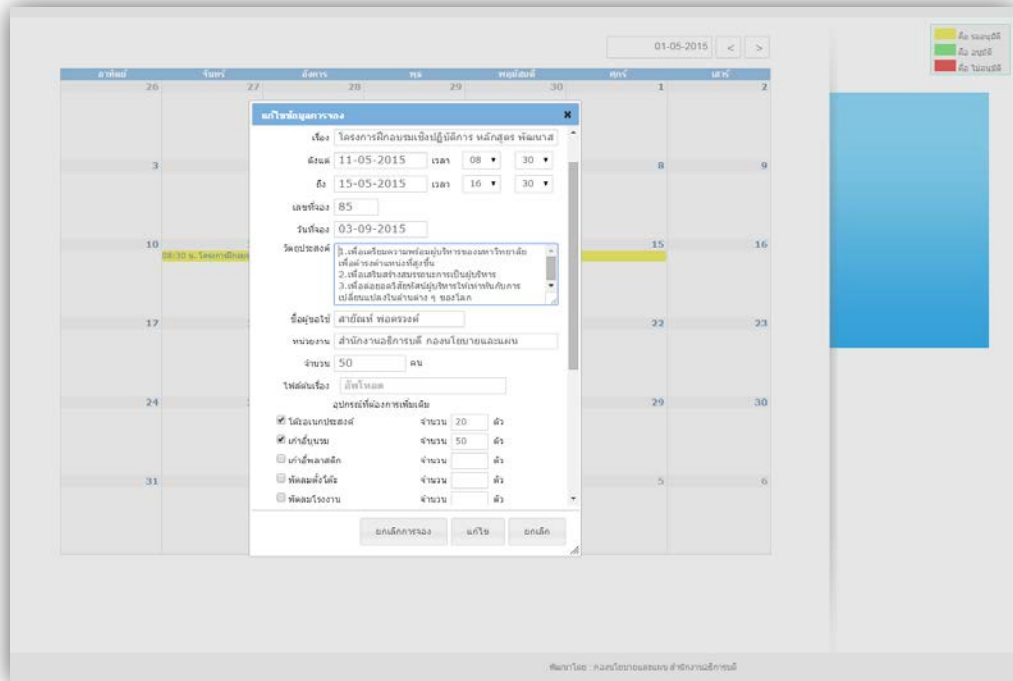 01-05-2015 < >
คือ รออนุมัติ
คือ อนุมัติ
คือ ไม่อนุมัติ
อาทิตย์ จันทร์ อังคาร พุธ พฤหัสบดี ศุกร์ เสาร์
26 27 28 29 30 1 2
แก้ไขข้อมูลการจอง
เรื่อง โครงการฝึกอบรมเชิงปฏิบัติการ หลักสูตร พัฒนาส
ตั้งแต่ 11-05-2015 เวลา 08 30
ถึง 15-05-2015 เวลา 16 30
3 8 9
เลขที่จอง 85
วันที่จอง 03-09-2015
10 15 16
08:30 น. โครงการฝึกอบ
วัตถุประสงค์
1.เพื่อเตรียมความพร้อมผู้บริหารของมหาวิทยาลัย
เพื่อดำรงตำแหน่งที่สูงขึ้น
2.เพื่อเสริมสร้างสมรรถนะการเป็นผู้บริหาร
3.เพื่อต่อยอดวิสัยทัศน์ผู้บริหารให้เท่าทันกับการ
เปลี่ยนแปลงในด้านต่าง ๆ ของโลก
ชื่อผู้ขอใช้ สายัณห์
17 22 23
หน่วยงาน สำนักงานอธิการบดี กองนโยบายและแผน
จำนวน 50 คน
ไฟล์ต้นเรื่อง อัพโหลด
24 29 30
อุปกรณ์ที่ต้องการเพิ่มเติม
โต๊ะอเนกประสงค์ จำนวน 20 ตัว
เก้าอี้บุนวม จำนวน 50 ตัว
เก้าอี้พลาสติก จำนวน ตัว
พัดลมตั้งโต๊ะ จำนวน ตัว
พัดลมโรงงาน จำนวน ตัว
31 5 6
ยกเลิกการจอง แก้ไข ยกเลิก
พัฒนาโดย : กองนโยบายและแผน สำนักงานอธิการบดี